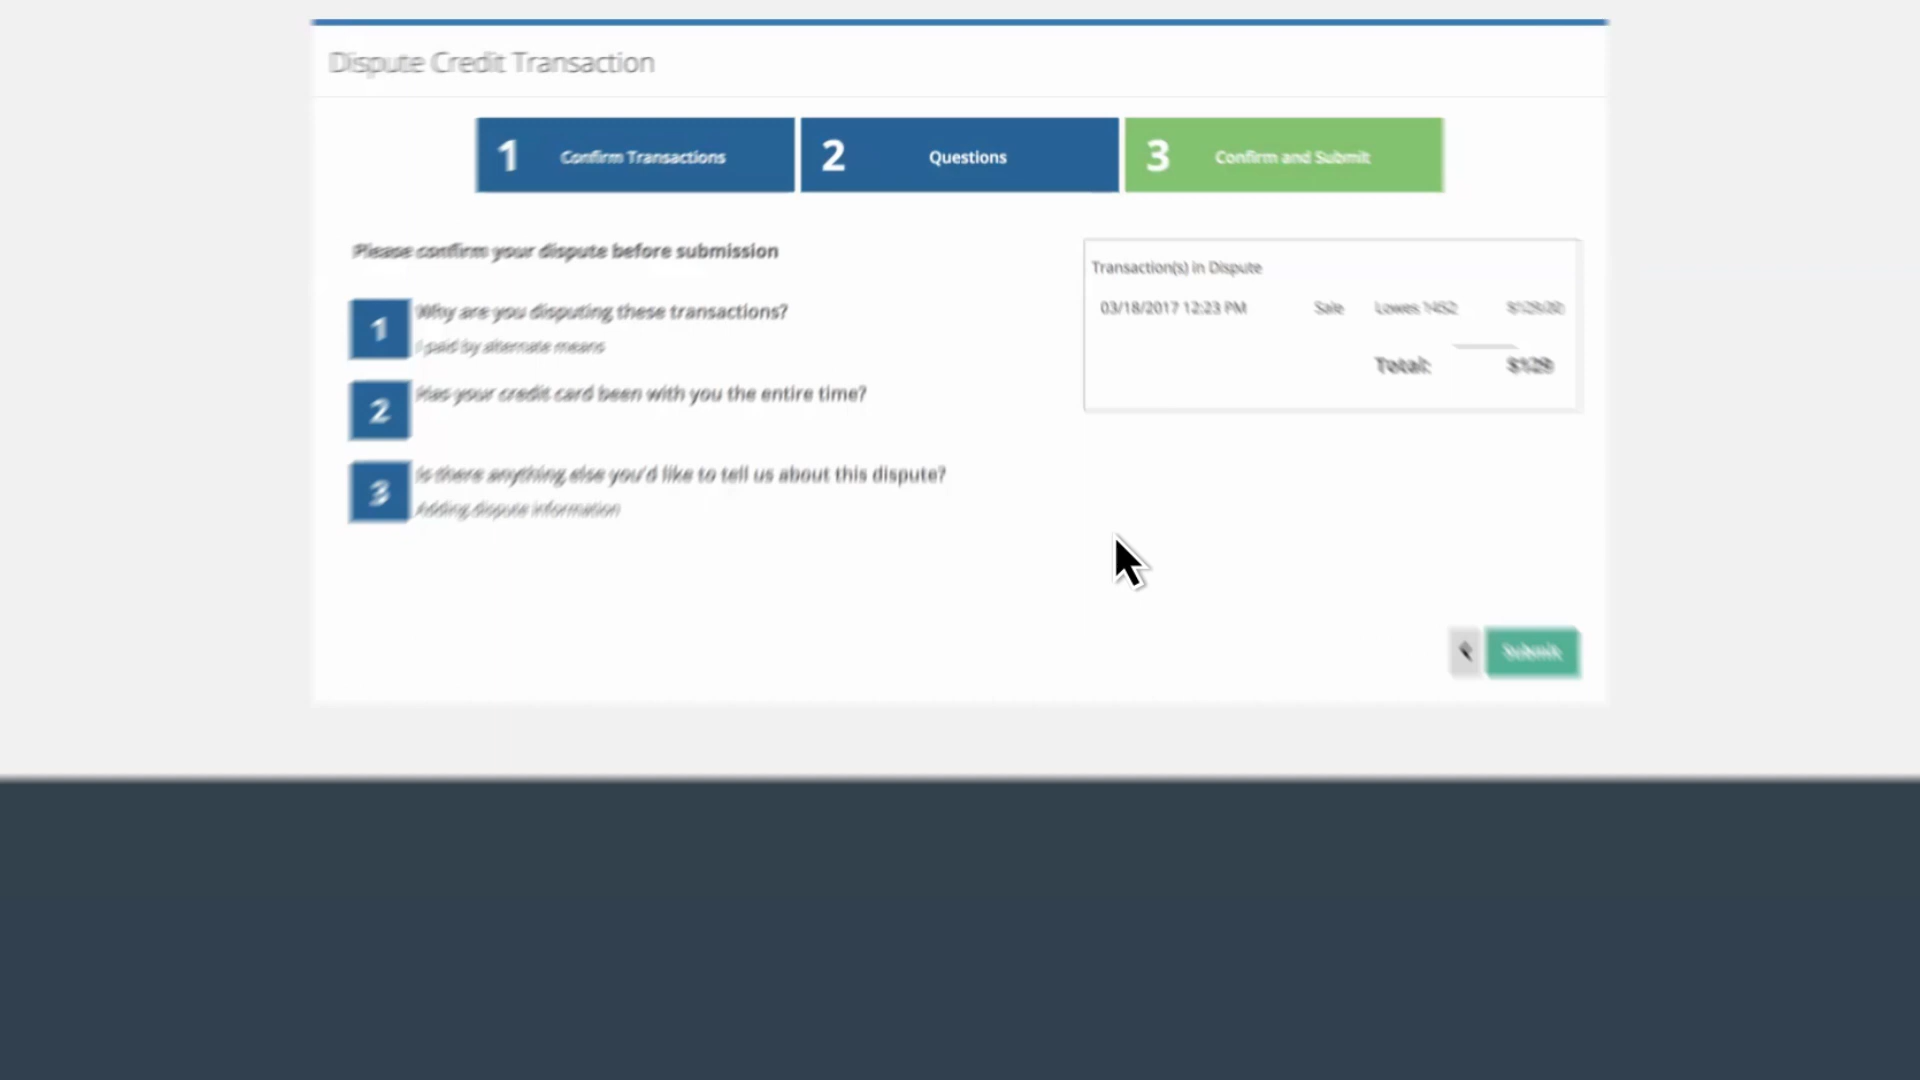 Dispute Credit Transaction
1 Confirm Transactions 2 Questions 3 Confirm and Submit
Please confirm your dispute before submission
1 Why are you disputing these transactions?
I paid by alternate means
2 Has your credit card been with you the entire time?
3 Is there anything else you'd like to tell us about this dispute?
Adding dispute information
Transaction(s) in Dispute
03/18/2017 12:23 PM Sale Lowes 1452
Total: $129
Submit